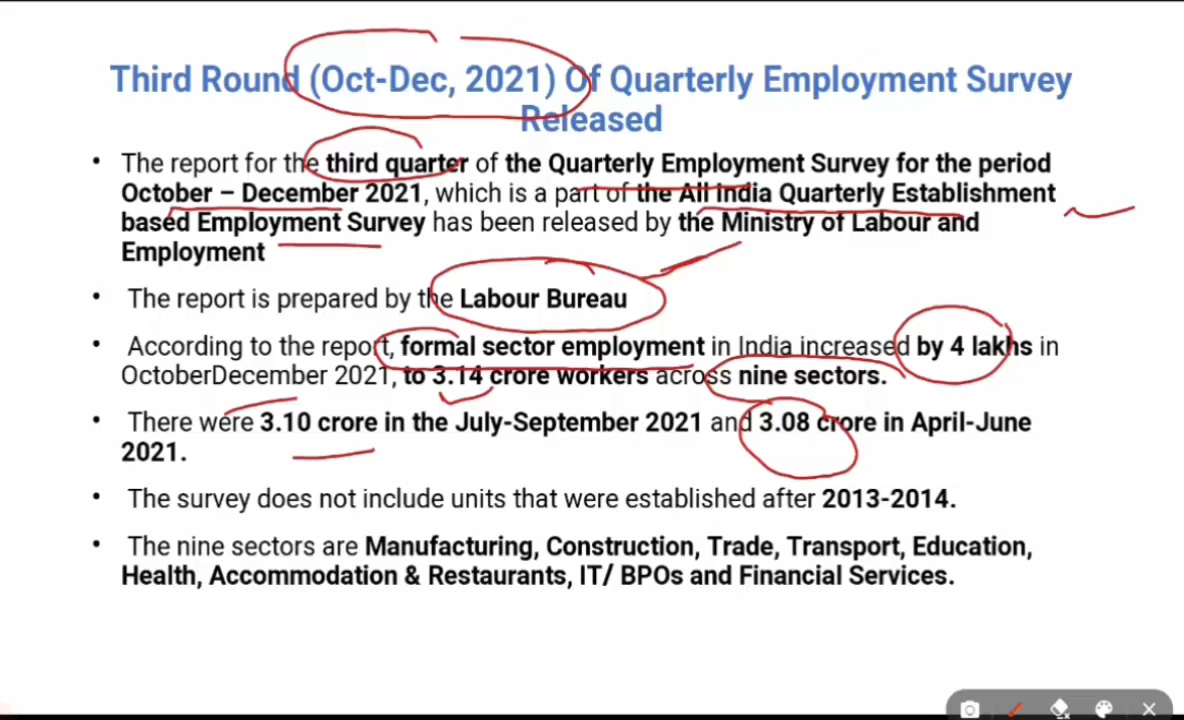 Third Round (Oct-Dec, 2021) Of Quarterly Employment Survey
Released
• The report for the third quarter of the Quarterly Employment Survey for the period
October – December 2021, which is a part of the All India Quarterly Establishment
based Employment Survey has been released by the Ministry of Labour and
Employment
• The report is prepared by the Labour Bureau
• According to the report, formal sector employment in India increased by 4 lakhs in
OctoberDecember 2021, to 3.14 crore workers across nine sectors.
• There were 3.10 crore in the July-September 2021 and 3.08 crore in April-June
2021.
• The survey does not include units that were established after 2013-2014.
• The nine sectors are Manufacturing, Construction, Trade, Transport, Education,
Health, Accommodation & Restaurants, IT/ BPOs and Financial Services.